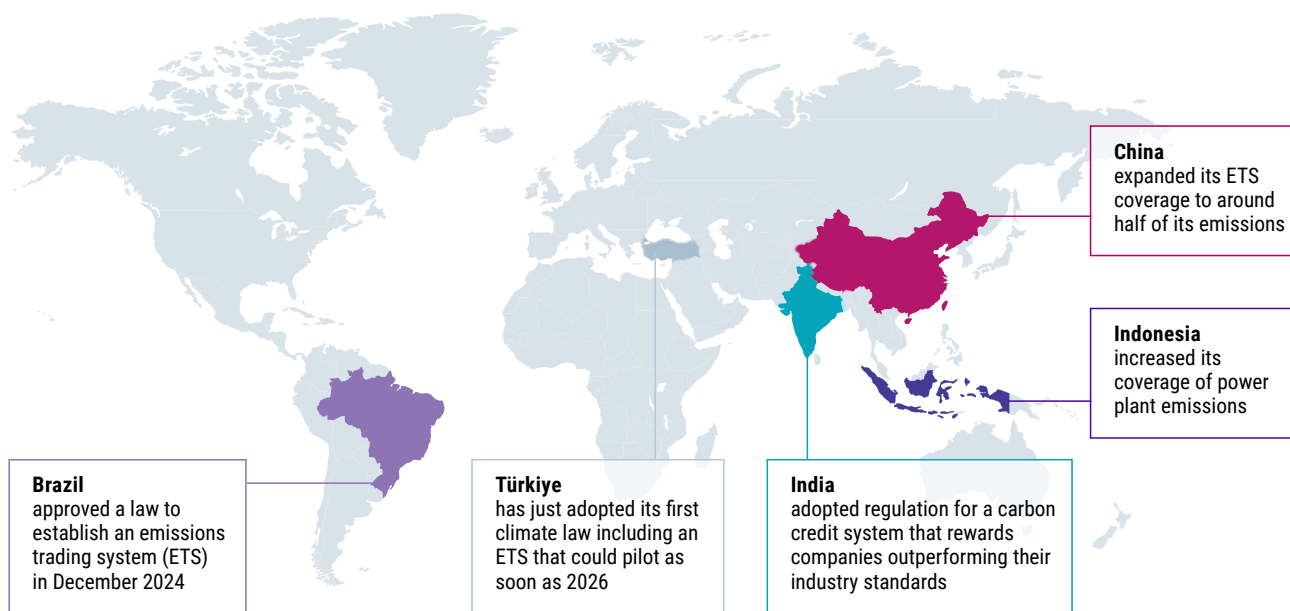 China
expanded its ETS
coverage to around
half of its emissions
Indonesia
increased its
coverage of power
plant emissions
Brazil
approved a law to
establish an emissions
trading system (ETS)
in December 2024
Türkiye
has just adopted its first
climate law including an
ETS that could pilot as
soon as 2026
India
adopted regulation for a carbon
credit system that rewards
companies outperforming their
industry standards